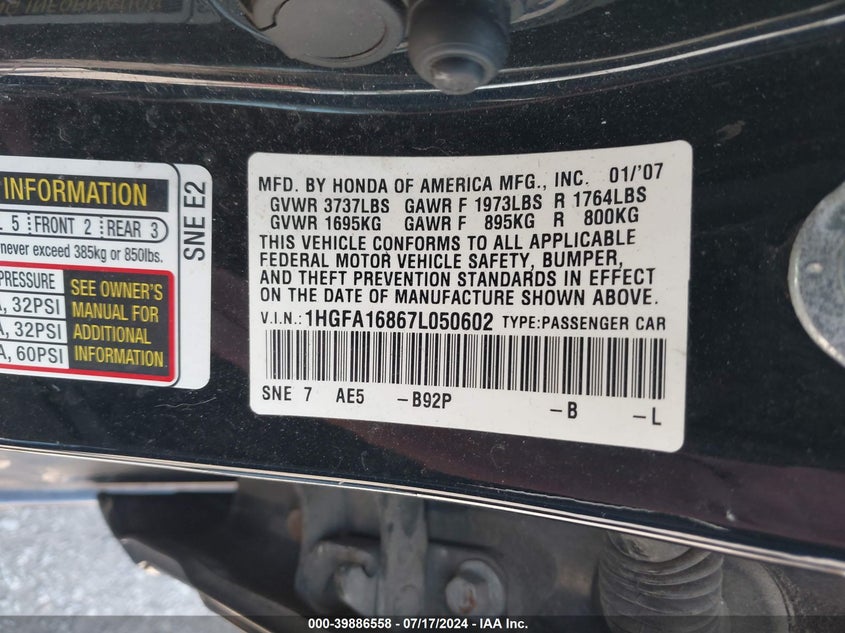 INFORMATION
5 FRONT 2 REAR 3
never exceed 385kg or 850lbs.
PRESSURE
32PSI
32PSI
60PSI
SEE OWNER'S
MANUAL FOR
ADDITIONAL
INFORMATION
SNE E2
MFD. BY HONDA OF AMERICA MFG., INC. 01/'07
GVWR 3737LBS GAWR F 1973LBS R 1764LBS
GVWR 1695KG GAWR F 895KG R 800KG
THIS VEHICLE CONFORMS TO ALL APPLICABLE
FEDERAL MOTOR VEHICLE SAFETY, BUMPER,
AND THEFT PREVENTION STANDARDS IN EFFECT
ON THE DATE OF MANUFACTURE SHOWN ABOVE.
V.I.N.: 1HGFA16867L050602 TYPE:PASSENGER CAR
SNE 7 AE5 -B92P -B -L
000-39886558 - 07/17/2024 - IAA Inc.